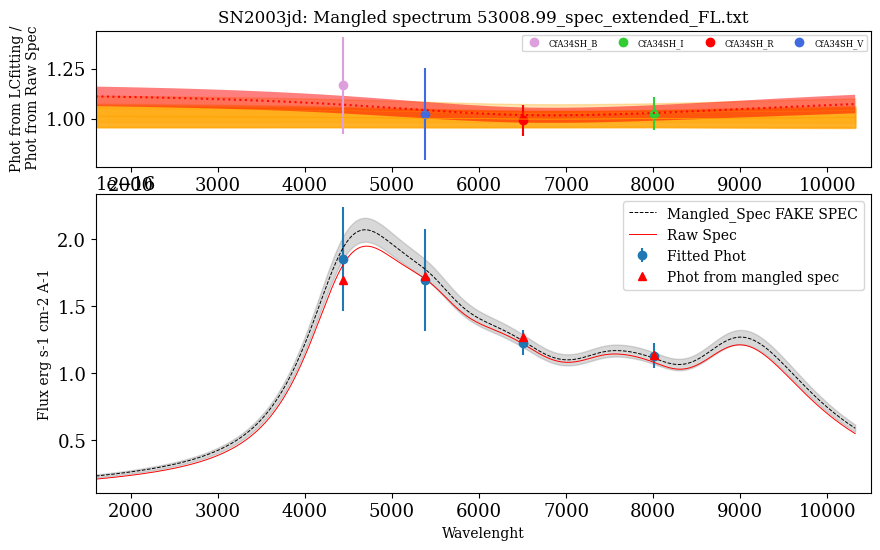 SN2003jd: Mangled spectrum 53008.99_spec_extended_FL.txt
Phot from LCfitting /
Phot from Raw Spec
CfA34SH_B CfA34SH_I CfA34SH_R CfA34SH_V
1.25
1.00
2000 3000 4000 5000 6000 7000 8000 9000 10000
1e−16
Flux erg s-1 cm-2 A-1
2.0
1.5
1.0
0.5
Mangled_Spec FAKE SPEC
Raw Spec
Fitted Phot
Phot from mangled spec
2000 3000 4000 5000 6000 7000 8000 9000 10000
Wavelenght